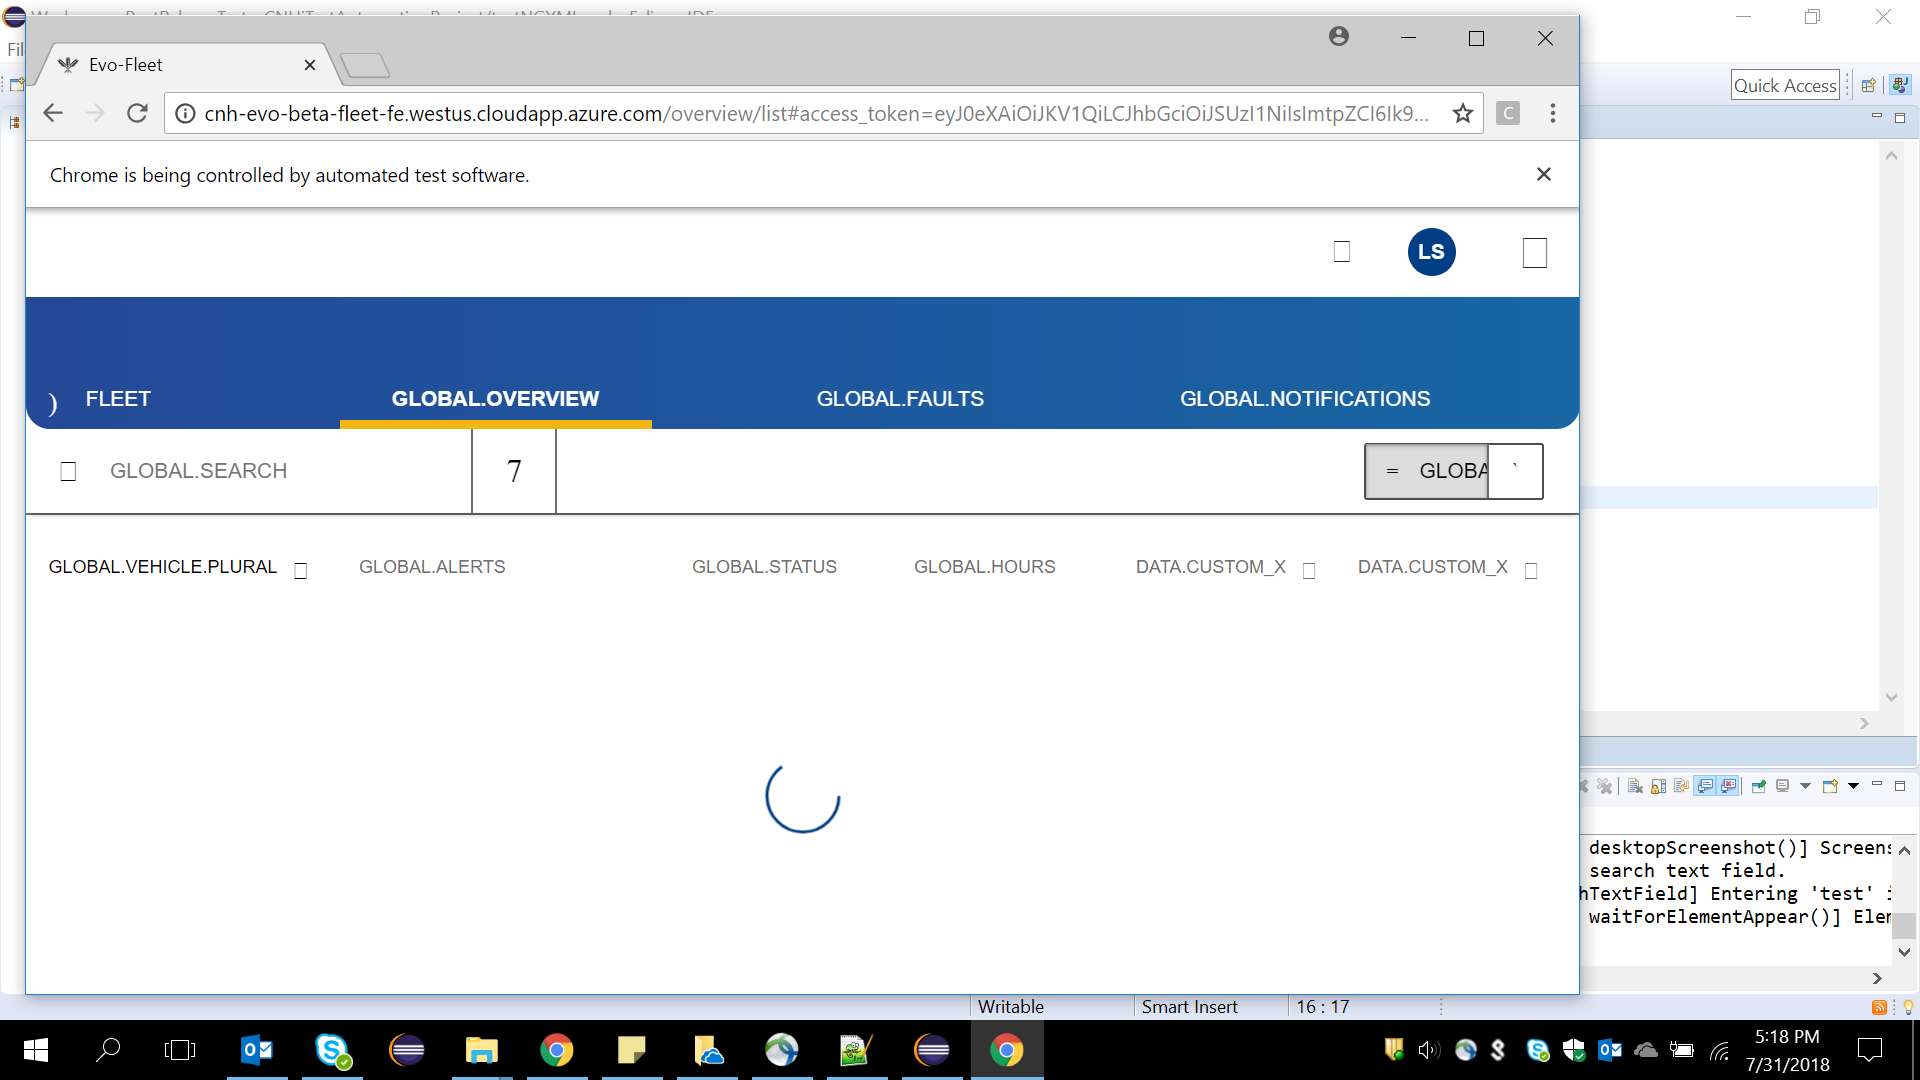 Evo-Fleet
Quick Access
cnh-evo-beta-fleet-fe.westus.cloudapp.azure.com/overview/list#access_token=eyJ0eXAiOiJKV1QiLCJhbGciOiJSUzI1NiIsImtpZCI6Ik9...
C
Chrome is being controlled by automated test software.
LS
) FLEET GLOBAL.OVERVIEW GLOBAL.FAULTS GLOBAL.NOTIFICATIONS
GLOBAL.SEARCH 7 = GLOBA `
GLOBAL.VEHICLE.PLURAL GLOBAL.ALERTS GLOBAL.STATUS GLOBAL.HOURS DATA.CUSTOM_X DATA.CUSTOM_X
desktopScreenshot()] Screens
search text field.
hTextField] Entering 'test' i
waitForElementAppear()] Elem
Writable Smart Insert 16 : 17
5:18 PM
7/31/2018